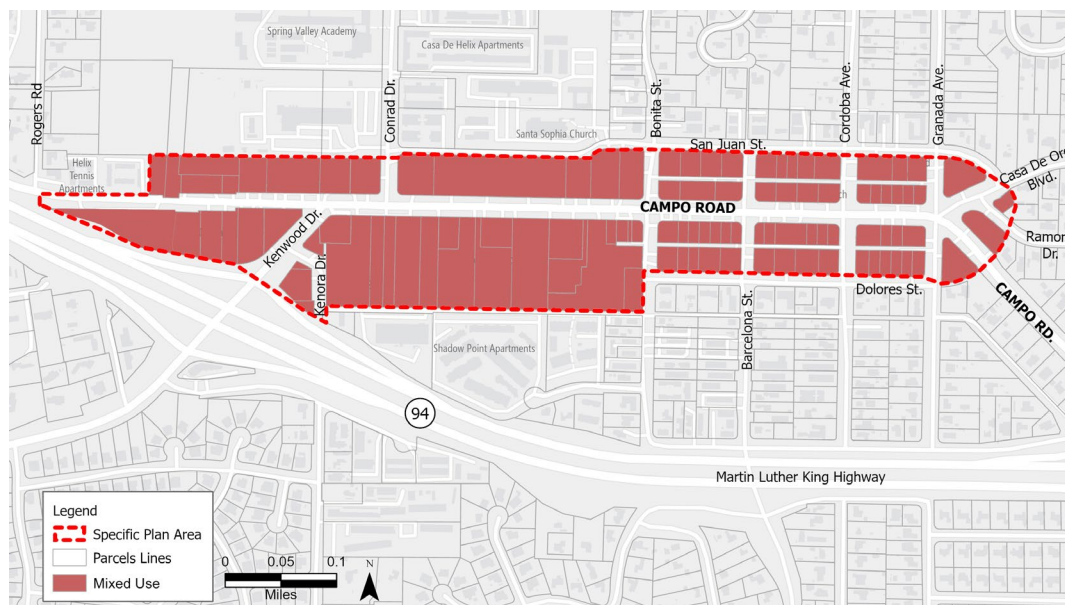 Spring Valley Academy
Casa De Helix Apartments
Rogers Rd
Conrad Dr.
Bonita St.
Cordoba Ave.
Granada Ave.
Santa Sophia Church
San Juan St.
Helix
Tennis
Apartments
Casa De Oro
Blvd.
CAMPO ROAD
Kenwood Dr.
Ramona
Dr.
Kenora Dr.
Dolores St.
CAMPO RD.
Barcelona St.
Shadow Point Apartments
94
Martin Luther King Highway
Legend
Specific Plan Area
Parcels Lines
Mixed Use
0 0.05 0.1
Miles
N